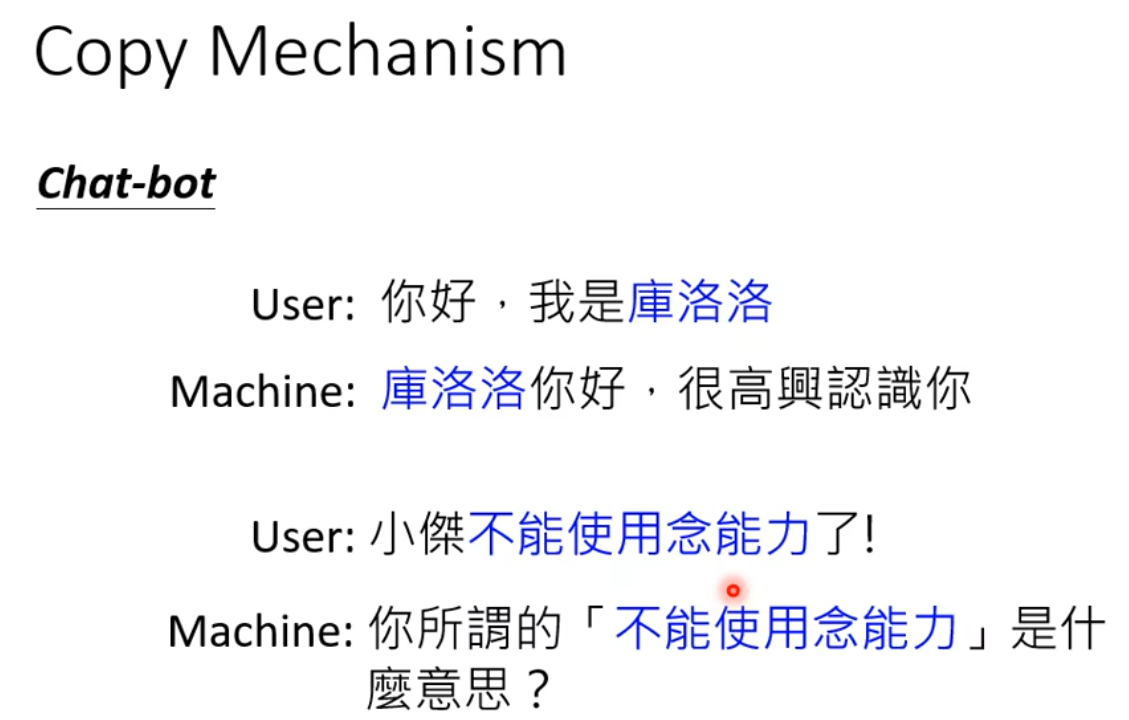 Copy Mechanism
Chat-bot
User: 你好，我是庫洛洛
Machine: 庫洛洛你好，很高興認識你
User: 小傑不能使用念能力了!
Machine: 你所謂的「不能使用念能力」是什
麼意思？